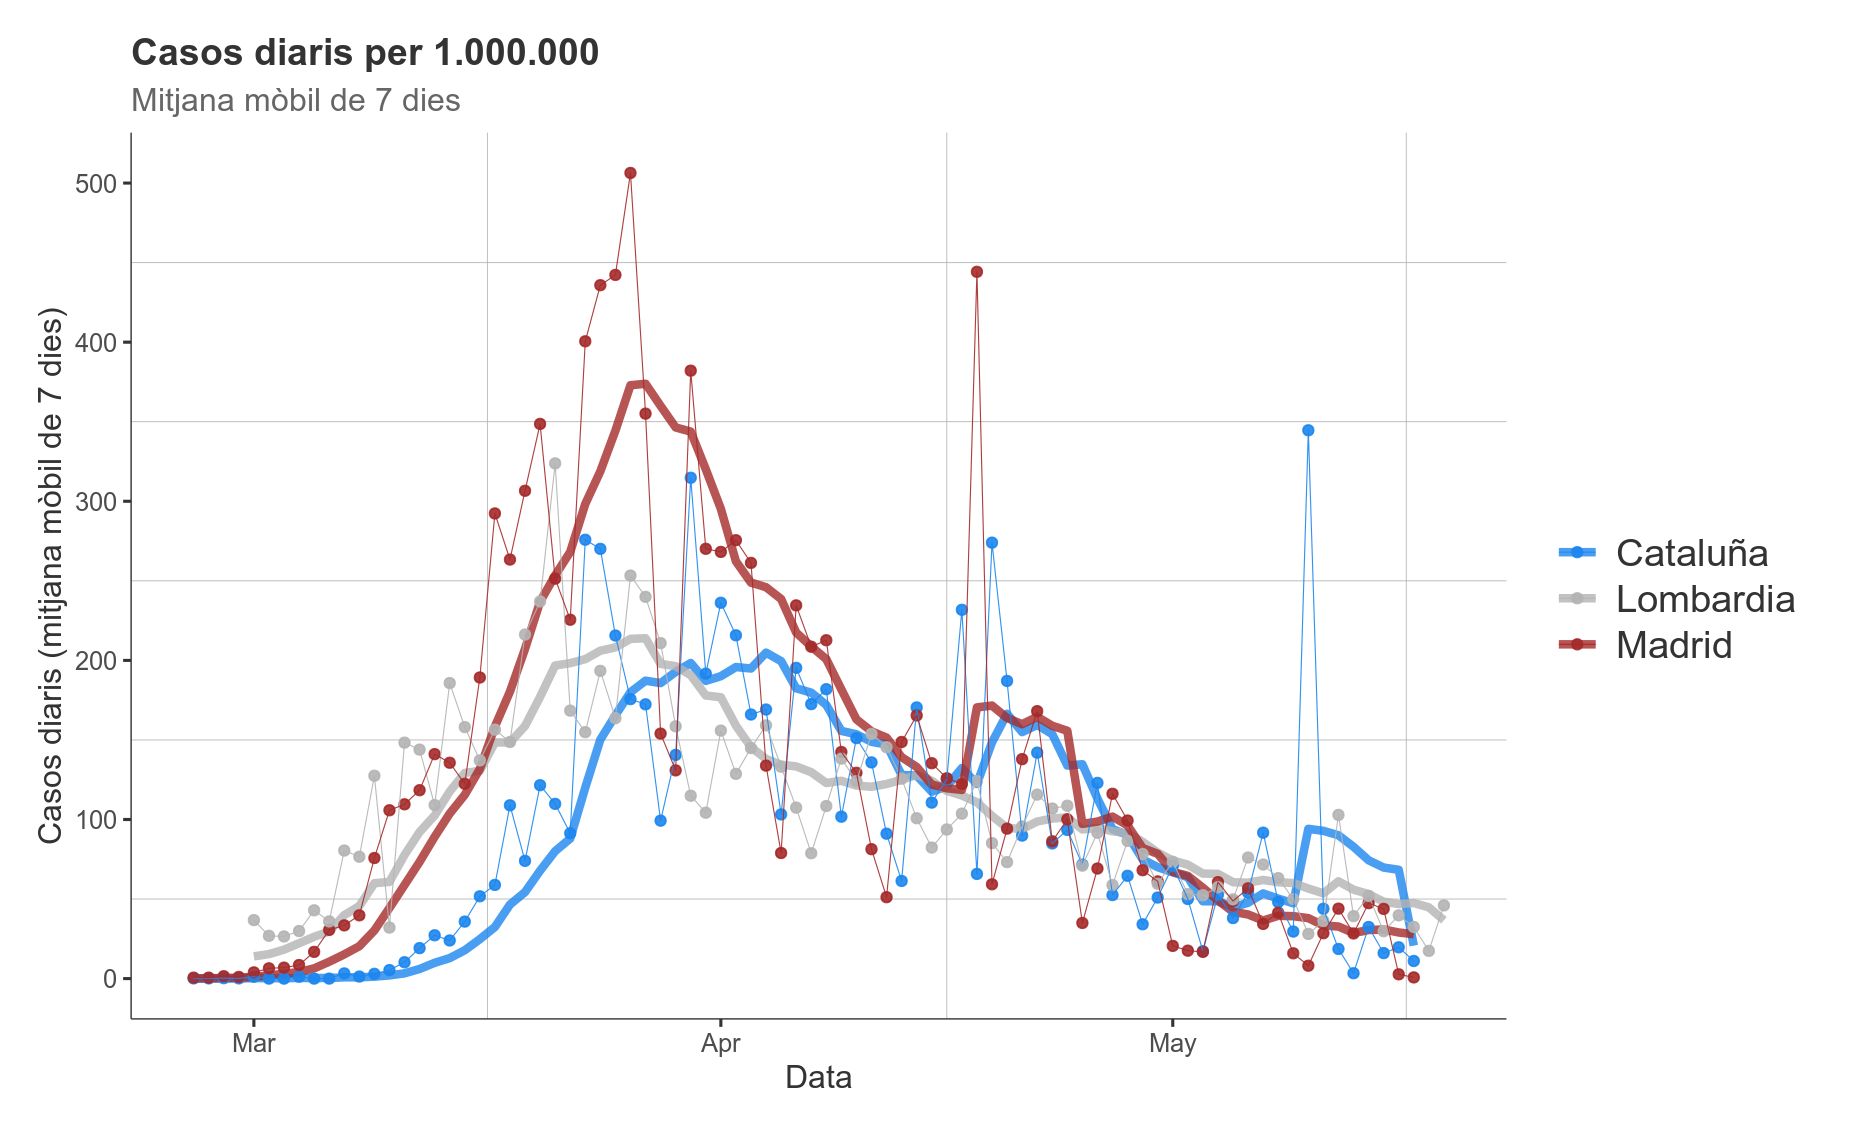 Casos diaris per 1.000.000
Mitjana mòbil de 7 dies
Casos diaris (mitjana mòbil de 7 dies)
500
400
300
200
100
0
Mar
Apr
May
Data
Cataluña
Lombardia
Madrid